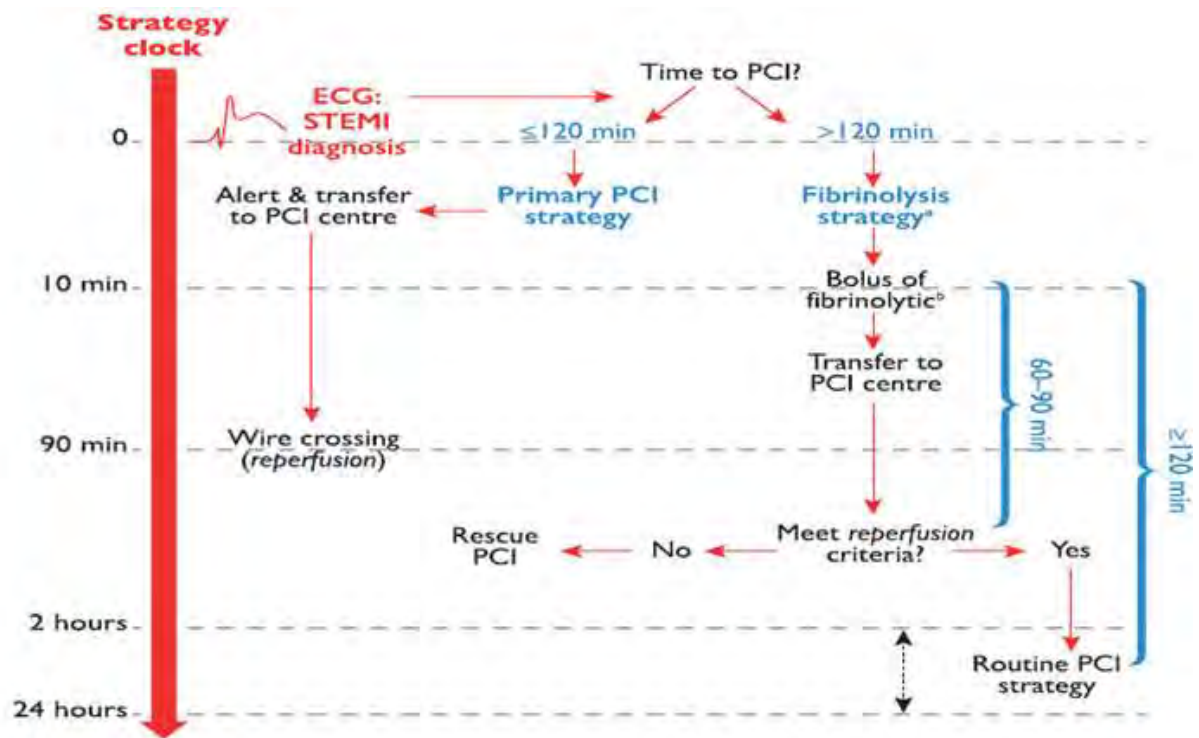 Strategy
clock
Time to PCI?
ECG:
STEMI
diagnosis
≤120 min
>120 min
0
Alert & transfer
to PCI centre
Primary PCI
strategy
Fibrinolysis
strategyᵃ
10 min
Bolus of
fibrinolyticᵇ
Transfer to
PCI centre
60–90 min
≥120 min
90 min
Wire crossing
(reperfusion)
Rescue
PCI
No
Meet reperfusion
criteria?
Yes
2 hours
Routine PCI
strategy
24 hours